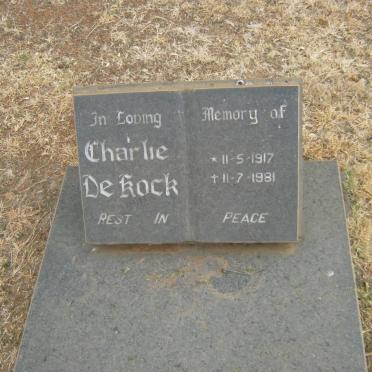 In Loving Memory of
Charlie
De Kock
* 11-5-1917
† 11-7-1981
REST IN PEACE